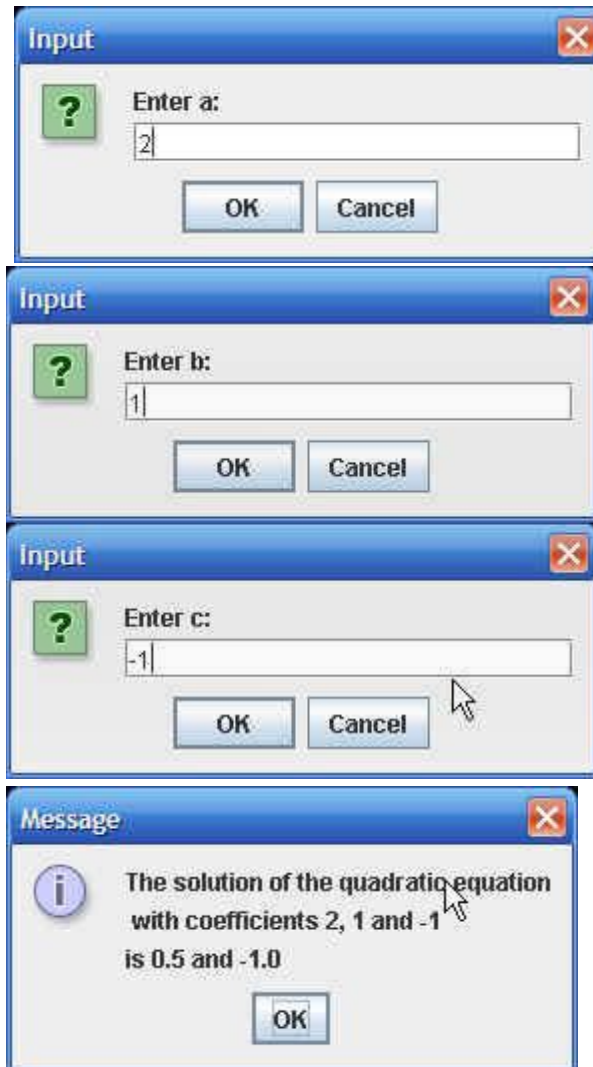 Input
Enter a:
2
OK Cancel
Input
Enter b:
1
OK Cancel
Input
Enter c:
-1
OK Cancel
Message
The solution of the quadratic equation
with coefficients 2, 1 and -1
is 0.5 and -1.0
OK